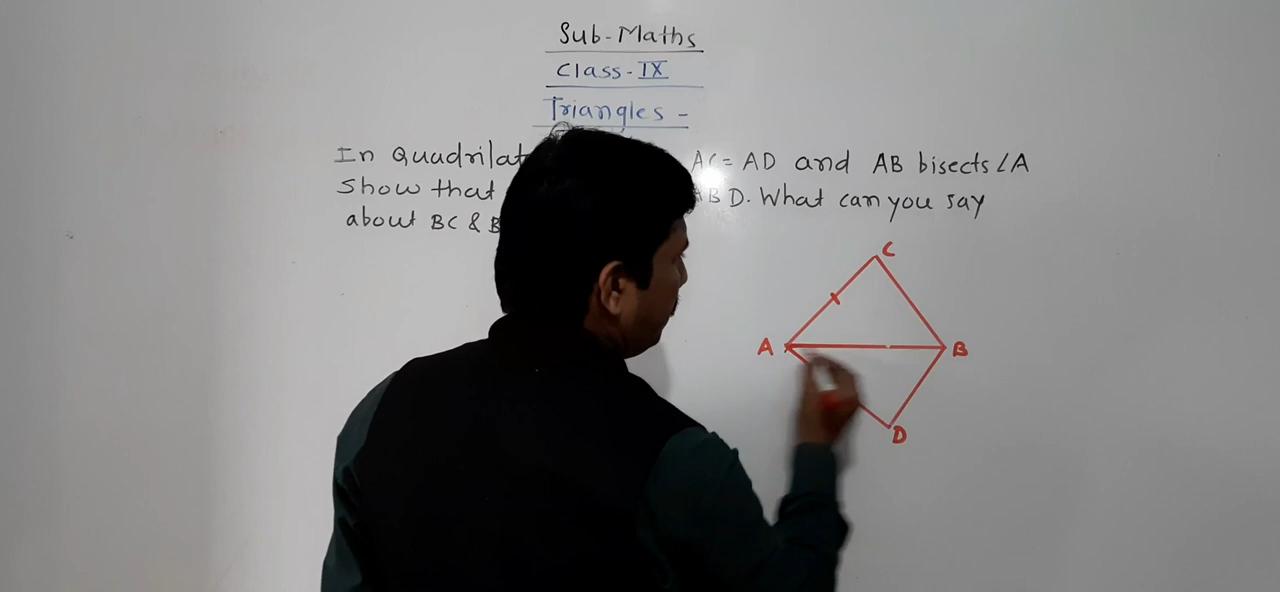 Sub-Maths
Class-IX
Triangles -
In AC= AD and AB bisects ∠A
Show that BD. What can you say
about BC &
C
A
B
D